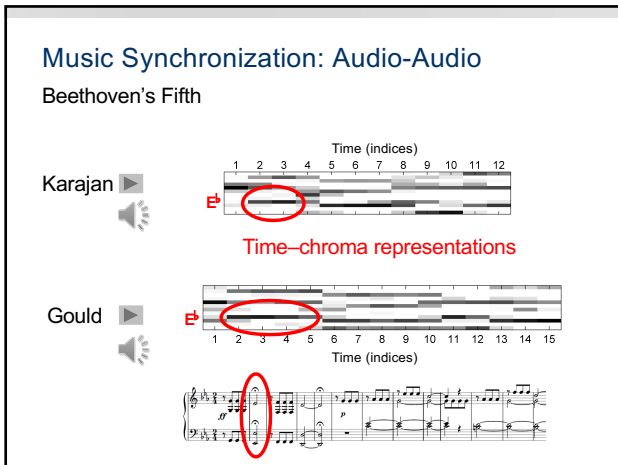 Music Synchronization: Audio-Audio
Beethoven's Fifth
Time (indices)
1 2 3 4 5 6 7 8 9 10 11 12
Karajan
E♭
Time–chroma representations
Gould
E♭
1 2 3 4 5 6 7 8 9 10 11 12 13 14 15
Time (indices)
ff
p